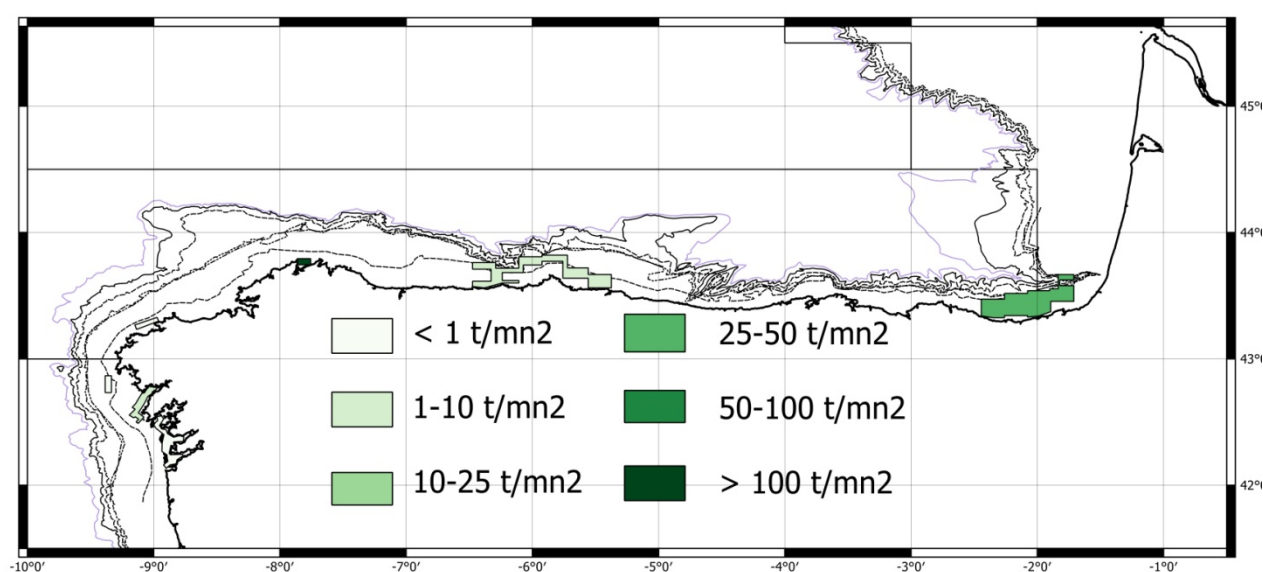 45°0
44°0
< 1 t/mn2
25-50 t/mn2
43°0
1-10 t/mn2
50-100 t/mn2
10-25 t/mn2
> 100 t/mn2
42°0
-10°0' -9°0' -8°0' -7°0' -6°0' -5°0' -4°0' -3°0' -2°0' -1°0'